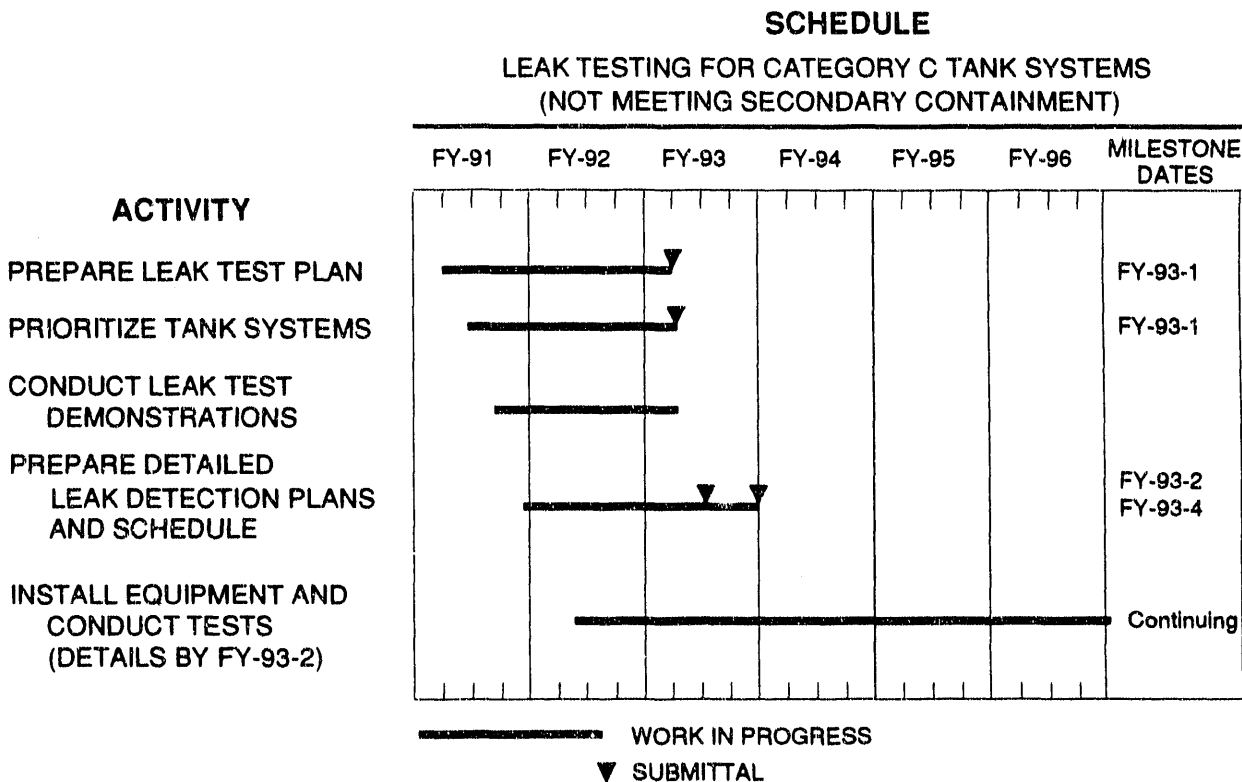 SCHEDULE
LEAK TESTING FOR CATEGORY C TANK SYSTEMS
(NOT MEETING SECONDARY CONTAINMENT)
FY-91 FY-92 FY-93 FY-94 FY-95 FY-96 MILESTONE
DATES
ACTIVITY
PREPARE LEAK TEST PLAN FY-93-1
PRIORITIZE TANK SYSTEMS FY-93-1
CONDUCT LEAK TEST
DEMONSTRATIONS
PREPARE DETAILED
LEAK DETECTION PLANS FY-93-2
AND SCHEDULE FY-93-4
INSTALL EQUIPMENT AND
CONDUCT TESTS Continuing
(DETAILS BY FY-93-2)
WORK IN PROGRESS
SUBMITTAL